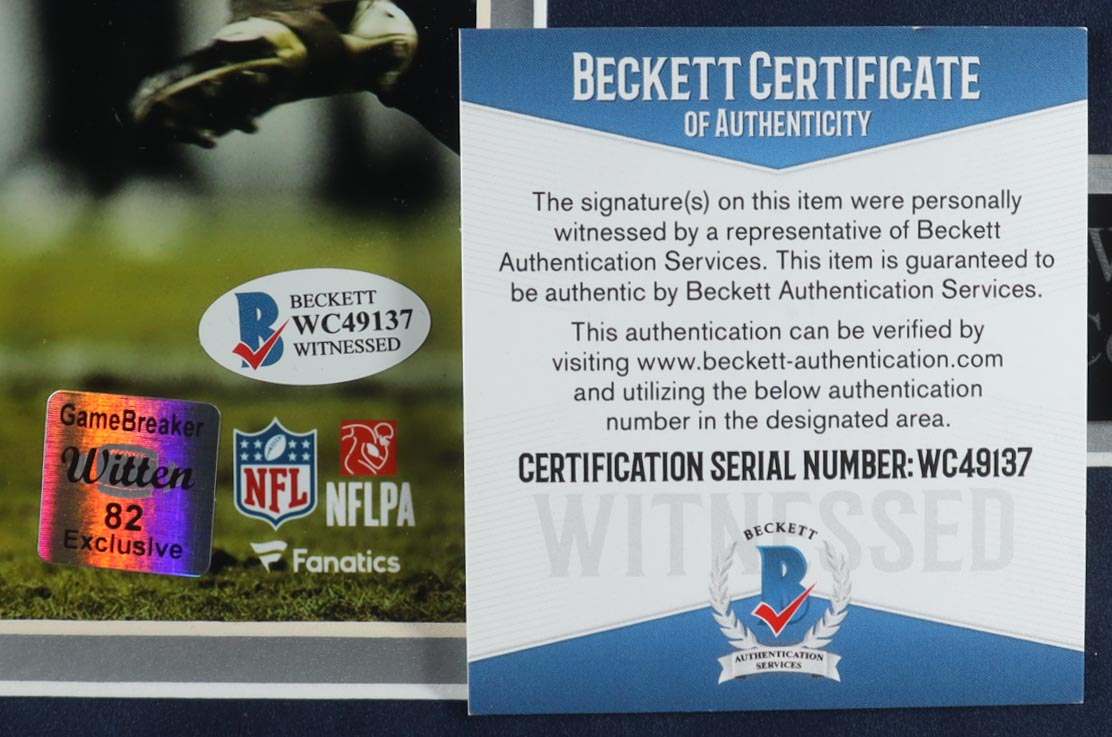 BECKETT CERTIFICATE
OF AUTHENTICITY
The signature(s) on this item were personally
witnessed by a representative of Beckett
Authentication Services. This item is guaranteed to
be authentic by Beckett Authentication Services.
This authentication can be verified by
visiting www.beckett-authentication.com
and utilizing the below authentication
number in the designated area.
CERTIFICATION SERIAL NUMBER: WC49137
WITNESSED
BECKETT
B
AUTHENTICATION
SERVICES
B
BECKETT
WC49137
WITNESSED
GameBreaker
Witten
82
Exclusive
NFL
NFLPA
Fanatics